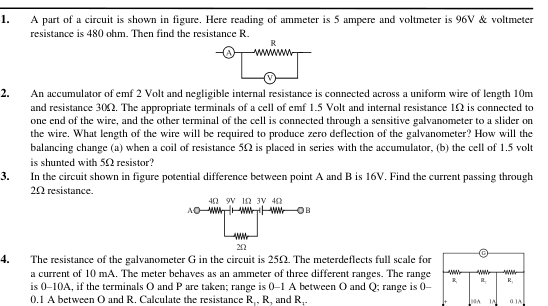 1. A part of a circuit is shown in figure. Here reading of ammeter is 5 ampere and voltmeter is 96V & voltmeter
resistance is 480 ohm. Then find the resistance R.
R
A
V
2. An accumulator of emf 2 Volt and negligible internal resistance is connected across a uniform wire of length 10m
and resistance 30Ω. The appropriate terminals of a cell of emf 1.5 Volt and internal resistance 1Ω is connected to
one end of the wire, and the other terminal of the cell is connected through a sensitive galvanometer to a slider on
the wire. What length of the wire will be required to produce zero deflection of the galvanometer? How will the
balancing change (a) when a coil of resistance 5Ω is placed in series with the accumulator, (b) the cell of 1.5 volt
is shunted with 5Ω resistor?
3. In the circuit shown in figure potential difference between point A and B is 16V. Find the current passing through
2Ω resistance.
4Ω 9V 1Ω 3V 4Ω
A B
2Ω
4. The resistance of the galvanometer G in the circuit is 25Ω. The meterdeflects full scale for
a current of 10 mA. The meter behaves as an ammeter of three different ranges. The range
is 0–10A, if the terminals O and P are taken; range is 0–1 A between O and Q; range is 0–
0.1 A between O and R. Calculate the resistance R₁, R₂ and R₃.
G
R₁ R₂ R₃
+ 10A 1A 0.1A